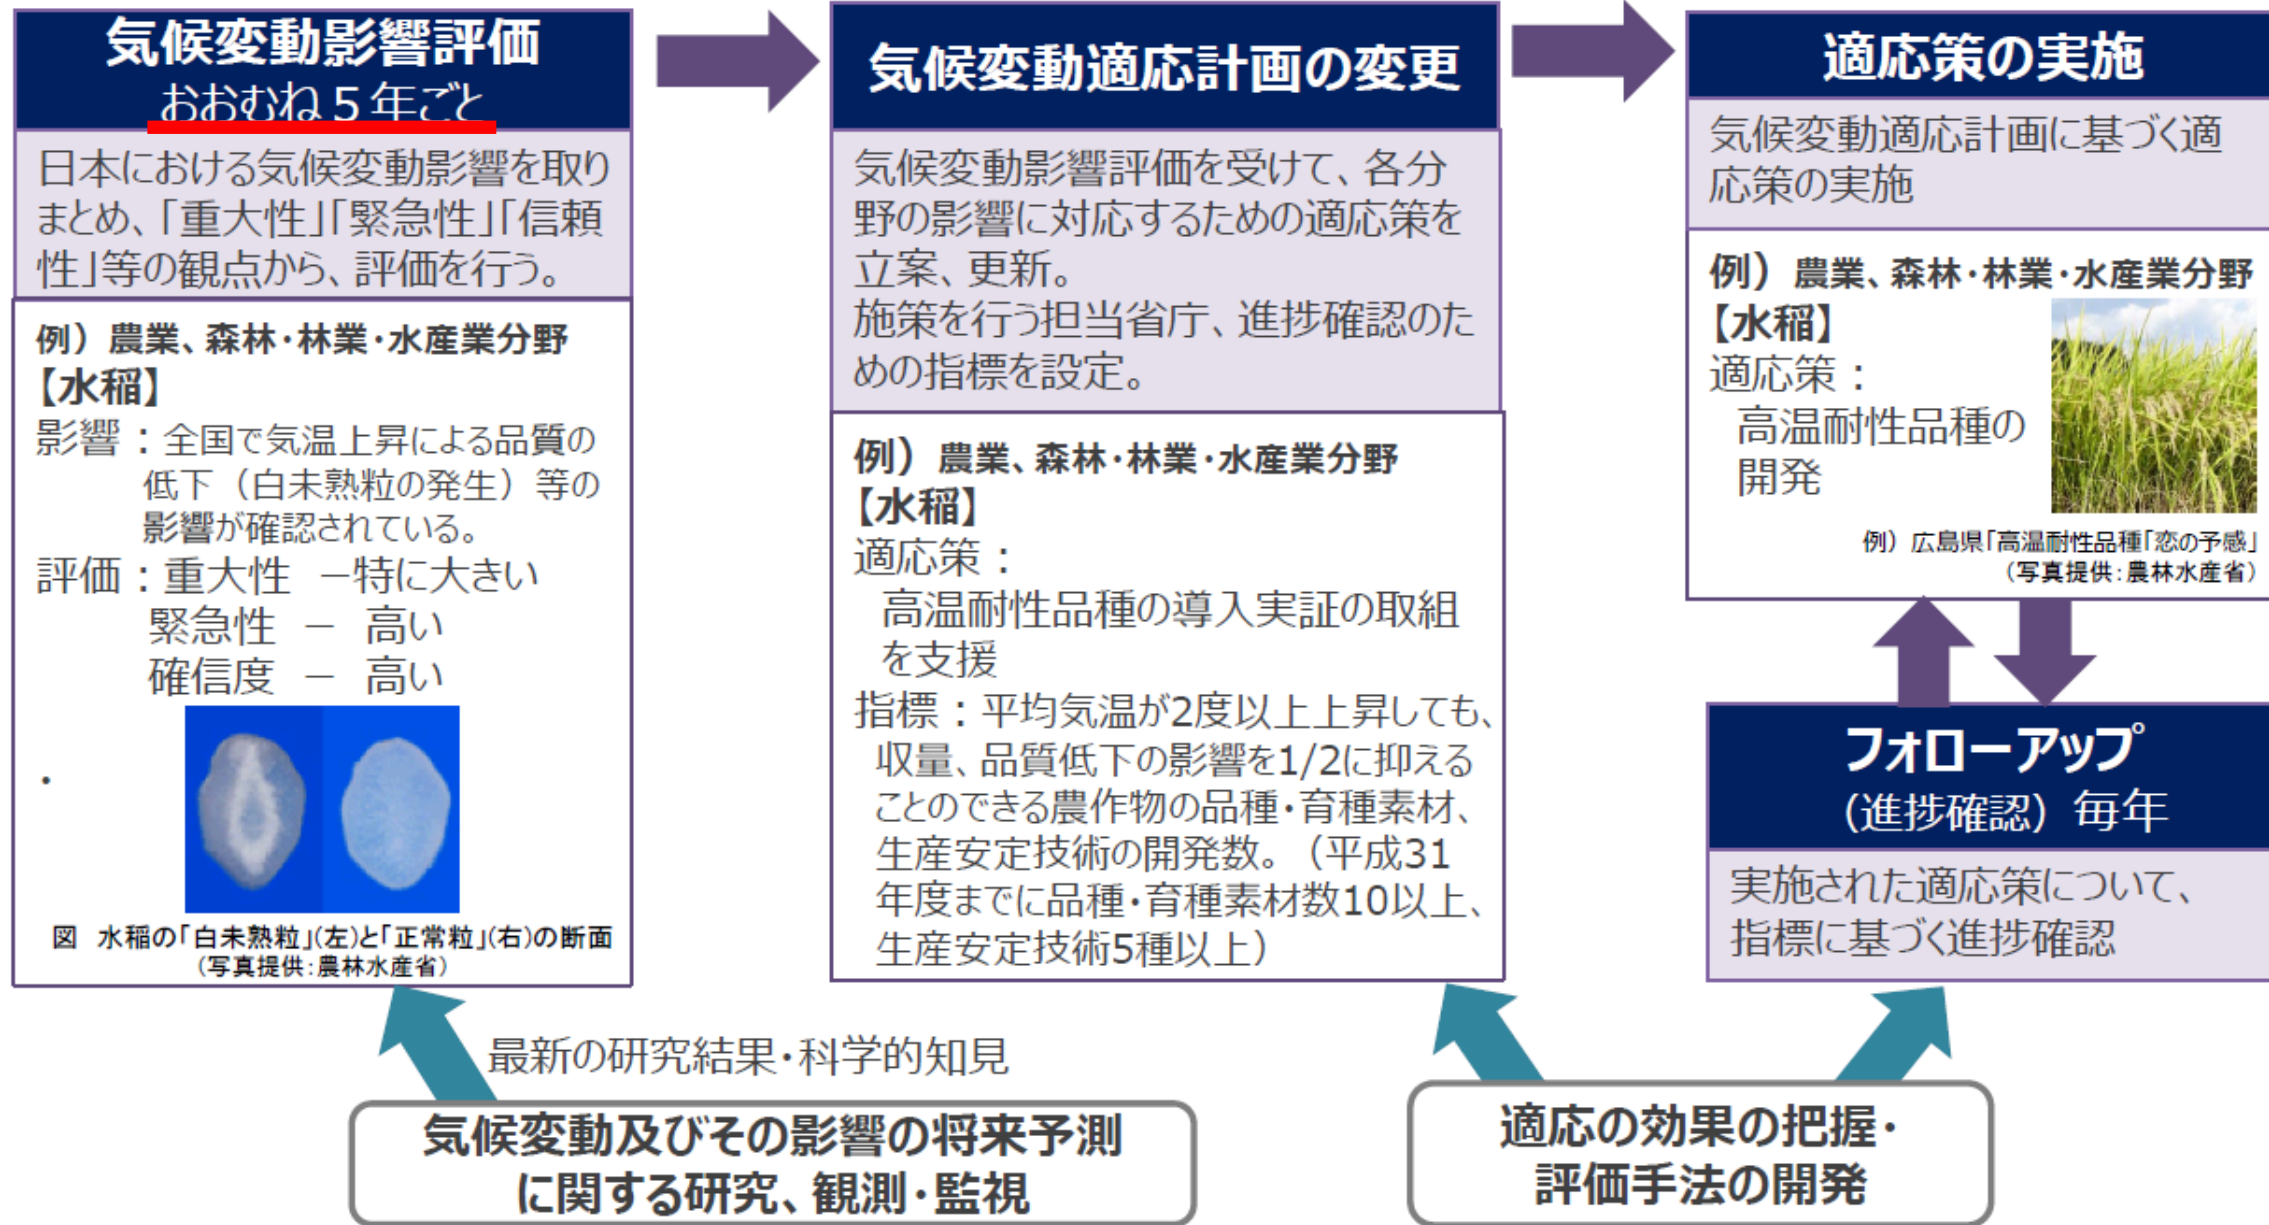 気候変動影響評価
おおむね5年ごと
日本における気候変動影響を取り
まとめ、「重大性」「緊急性」「信頼
性」等の観点から、評価を行う。
例）農業、森林・林業・水産業分野
【水稲】
影響：全国で気温上昇による品質の
低下（白未熟粒の発生）等の
影響が確認されている。
評価：重大性 －特に大きい
緊急性 － 高い
確信度 － 高い
・
図 水稲の「白未熟粒」(左)と「正常粒」(右)の断面
（写真提供：農林水産省）
気候変動適応計画の変更
気候変動影響評価を受けて、各分
野の影響に対応するための適応策を
立案、更新。
施策を行う担当省庁、進捗確認のた
めの指標を設定。
例）農業、森林・林業・水産業分野
【水稲】
適応策：
高温耐性品種の導入実証の取組
を支援
指標：平均気温が2度以上上昇しても、
収量、品質低下の影響を1/2に抑える
ことのできる農作物の品種・育種素材、
生産安定技術の開発数。（平成31
年度までに品種・育種素材数10以上、
生産安定技術5種以上）
適応策の実施
気候変動適応計画に基づく適
応策の実施
例）農業、森林・林業・水産業分野
【水稲】
適応策：
高温耐性品種の
開発
例）広島県「高温耐性品種「恋の予感」
（写真提供：農林水産省）
フォローアップ
（進捗確認）毎年
実施された適応策について、
指標に基づく進捗確認
最新の研究結果・科学的知見
気候変動及びその影響の将来予測
に関する研究、観測・監視
適応の効果の把握・
評価手法の開発